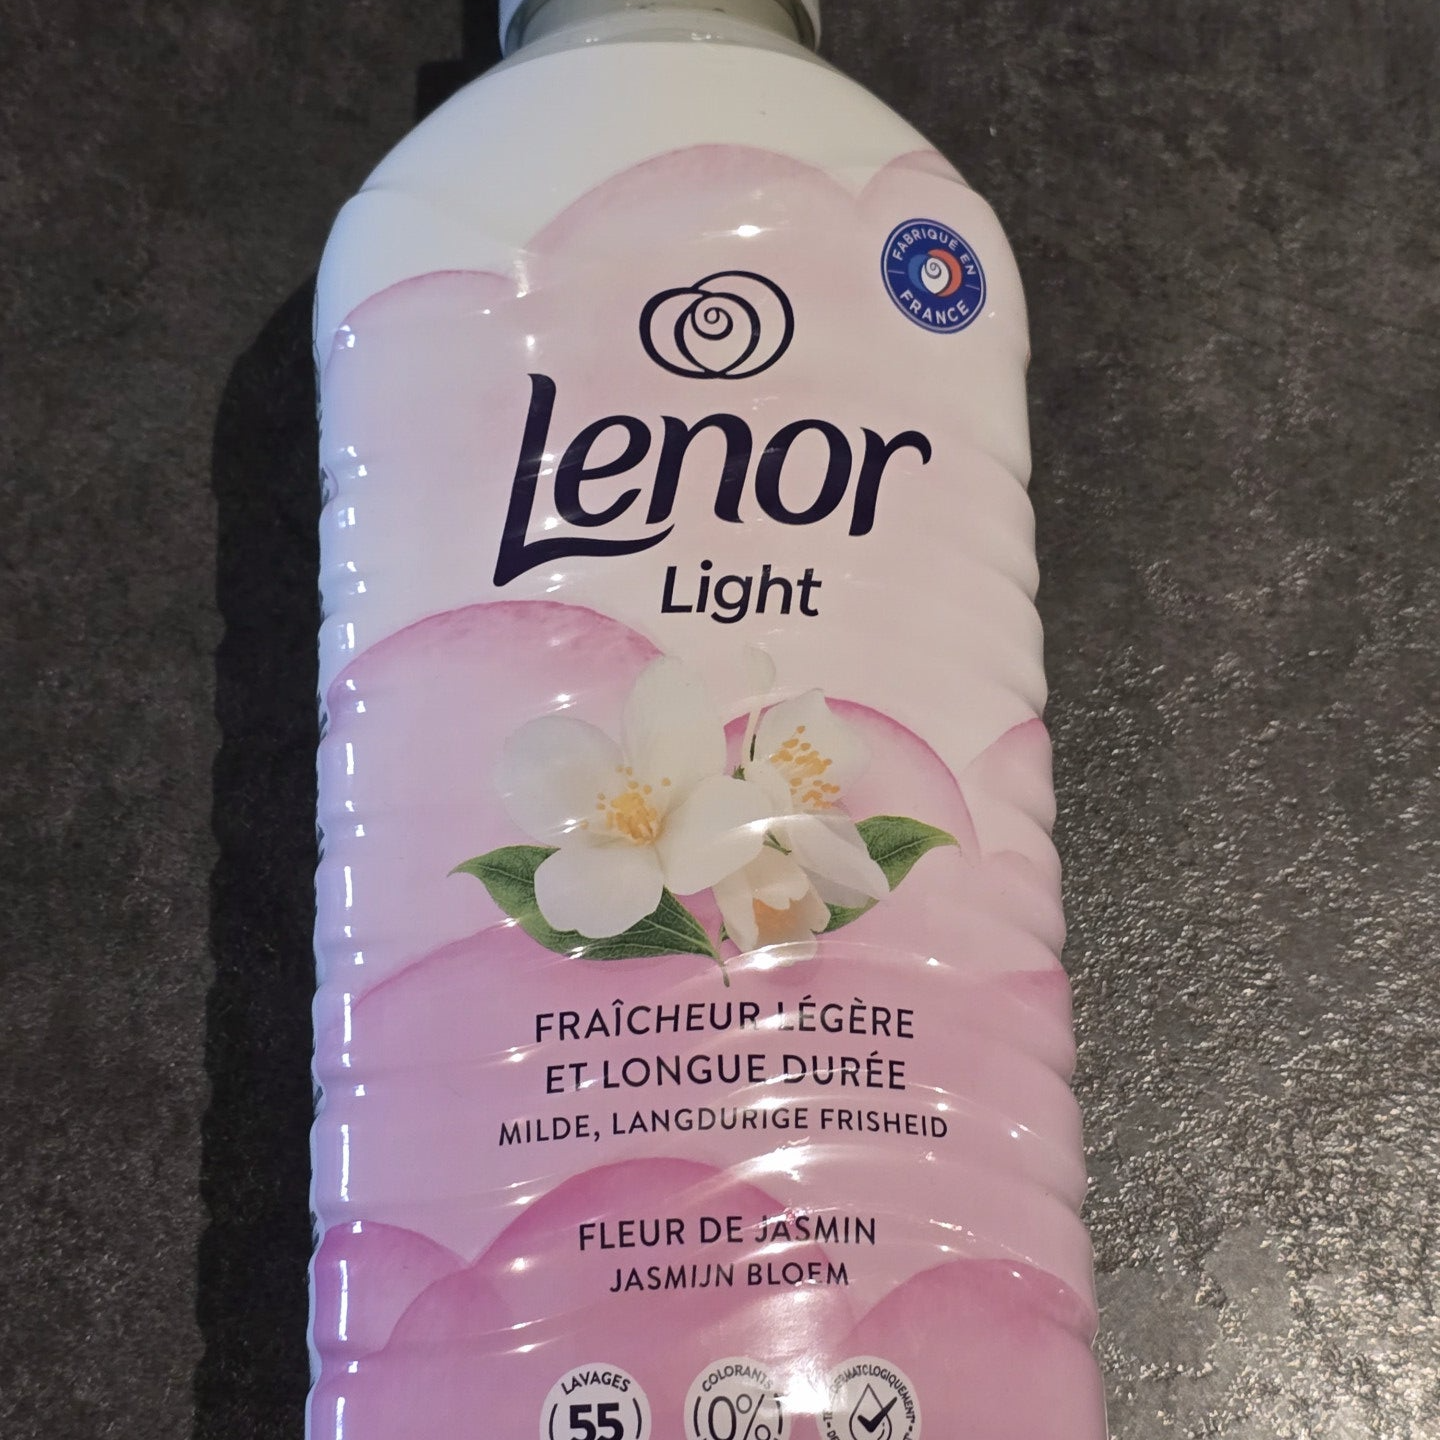 FABRIQUÉ EN
FRANCE
Lenor
Light
FRAÎCHEUR LÉGÈRE
ET LONGUE DURÉE
MILDE, LANGDURIGE FRISHEID
FLEUR DE JASMIN
JASMIJN BLOEM
LAVAGES
55
COLORANTS
0%
DERMATOLOGIQUEMENT